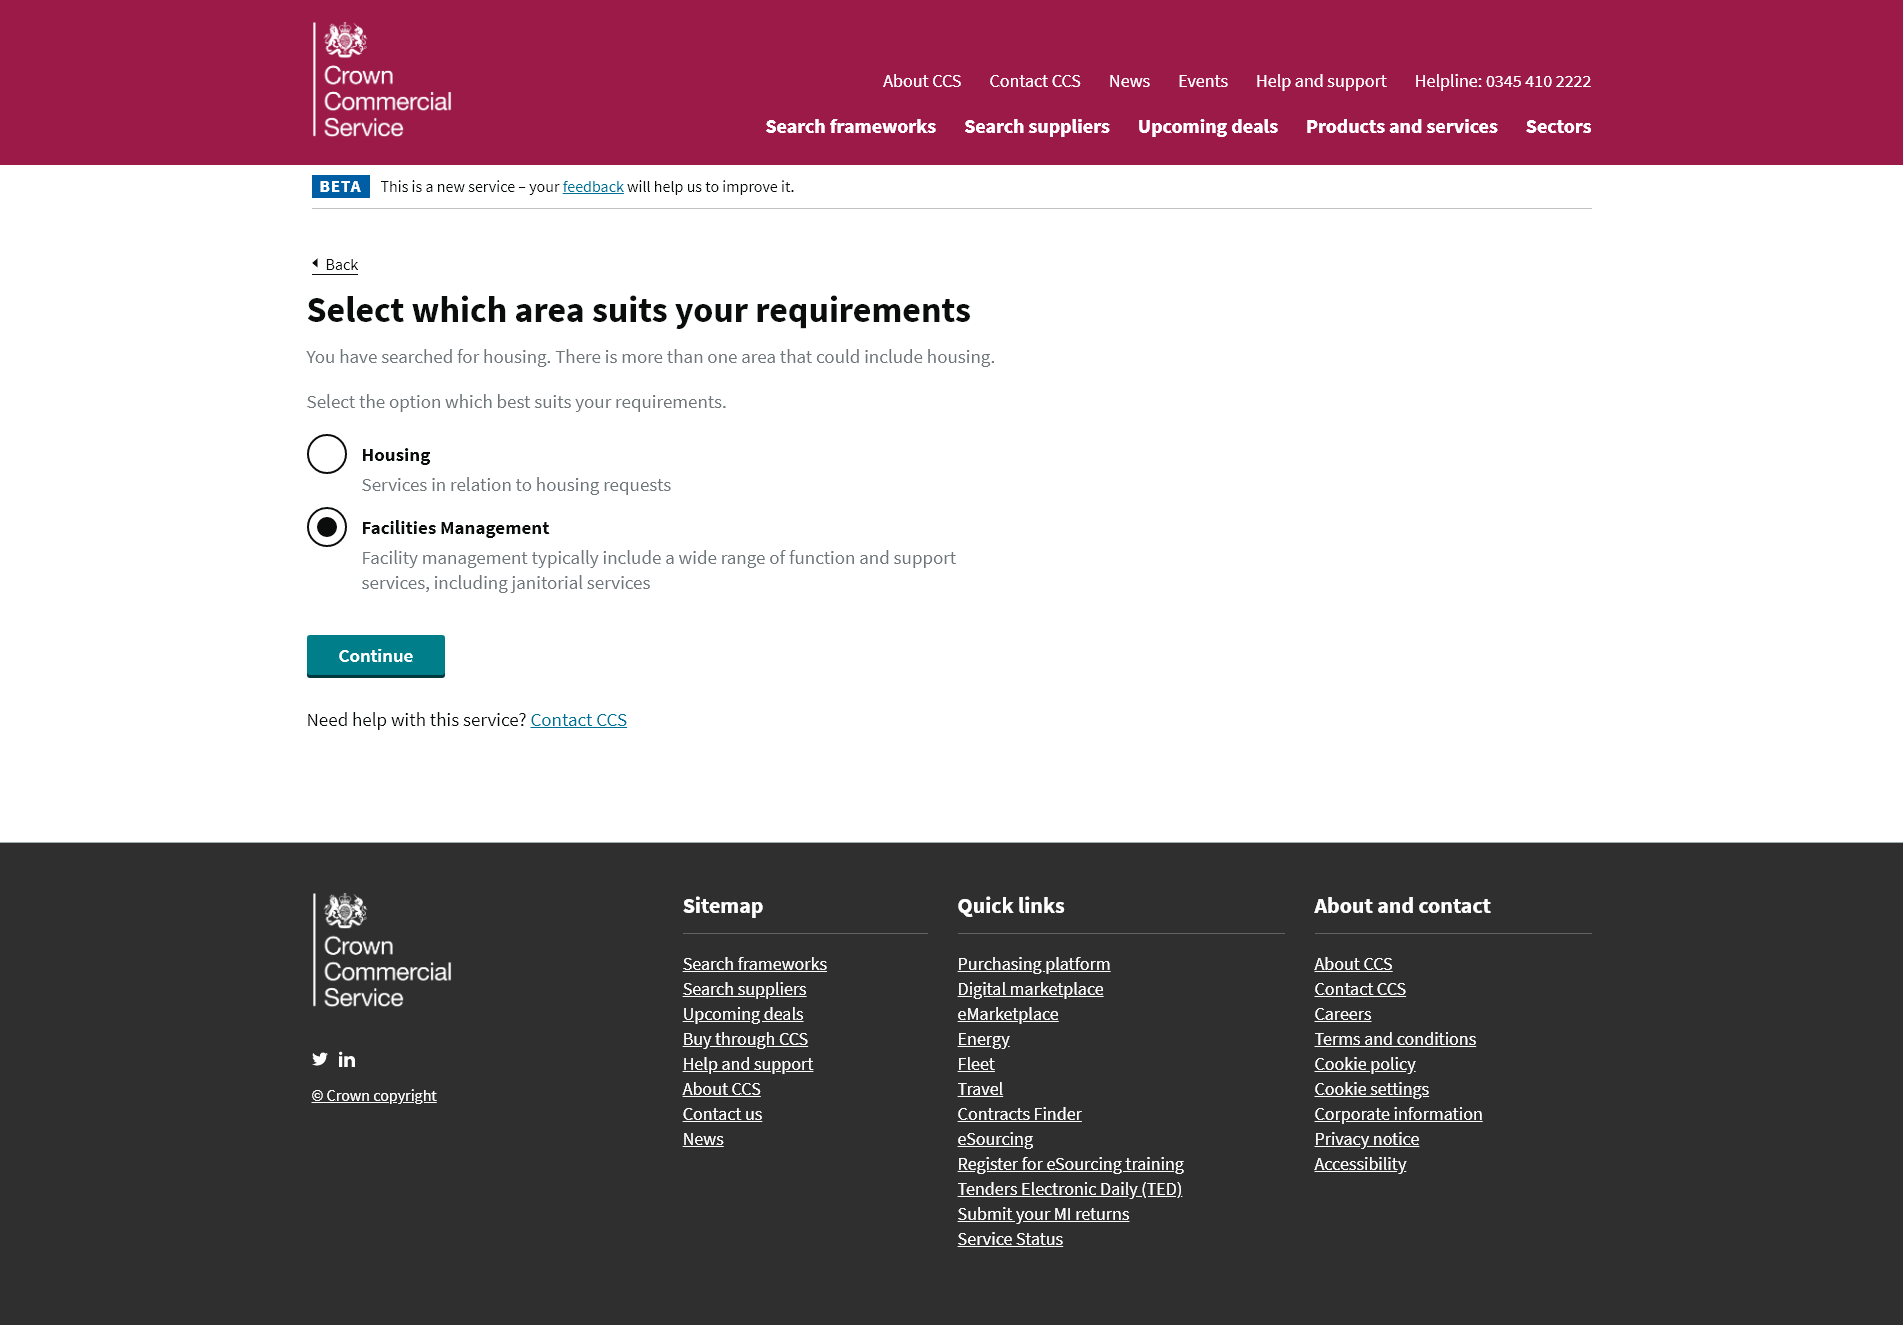 Crown
Commercial
Service
About CCS Contact CCS News Events Help and support Helpline: 0345 410 2222
Search frameworks Search suppliers Upcoming deals Products and services Sectors
BETA This is a new service – your feedback will help us to improve it.
Back
Select which area suits your requirements
You have searched for housing. There is more than one area that could include housing.
Select the option which best suits your requirements.
Housing
Services in relation to housing requests
Facilities Management
Facility management typically include a wide range of function and support
services, including janitorial services
Continue
Need help with this service? Contact CCS
Crown
Commercial
Service
© Crown copyright
Sitemap
Search frameworks
Search suppliers
Upcoming deals
Buy through CCS
Help and support
About CCS
Contact us
News
Quick links
Purchasing platform
Digital marketplace
eMarketplace
Energy
Fleet
Travel
Contracts Finder
eSourcing
Register for eSourcing training
Tenders Electronic Daily (TED)
Submit your MI returns
Service Status
About and contact
About CCS
Contact CCS
Careers
Terms and conditions
Cookie policy
Cookie settings
Corporate information
Privacy notice
Accessibility